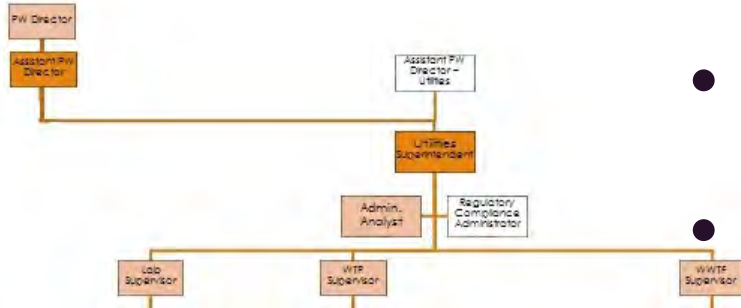 PW Director
Assistant PW
Director
Assistant PW
Director –
Utilities
Utilities
Superintendent
Admin.
Analyst
Regulatory
Compliance
Administrator
Lab
Supervisor
WTP
Supervisor
WWTF
Supervisor